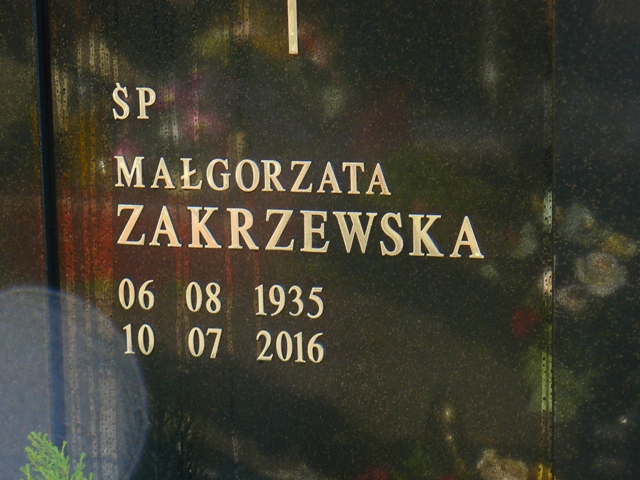 ŚP
MAŁGORZATA
ZAKRZEWSKA
06 08 1935
10 07 2016